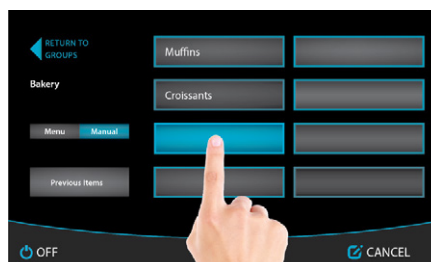 RETURN TO
GROUPS
Muffins
Bakery
Croissants
Menu Manual
Previous Items
OFF
CANCEL